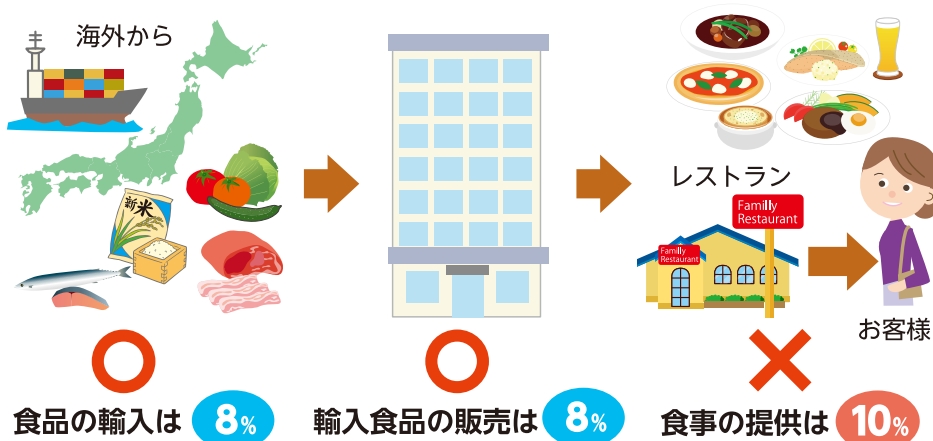 海外から
新米
レストラン
Familly
Restaurant
Familly
Restaurant
お客様
食品の輸入は 8%
輸入食品の販売は 8%
食事の提供は 10%